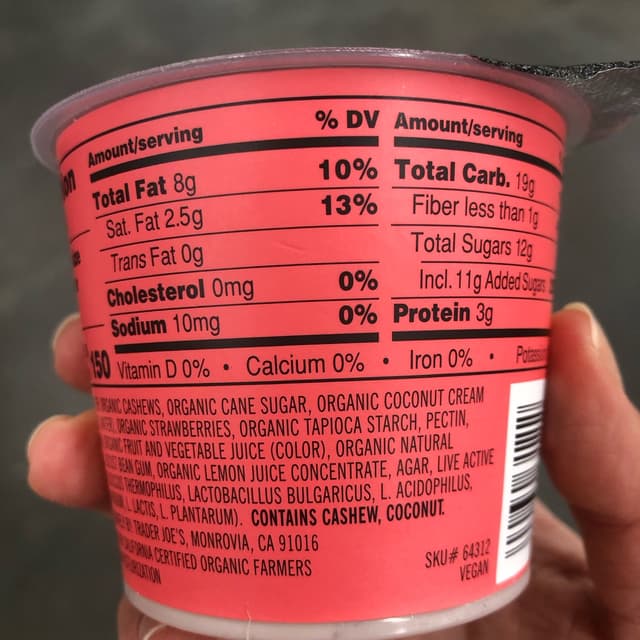 Amount/serving % DV Amount/serving
Total Fat 8g 10% Total Carb. 19g
Sat. Fat 2.5g 13% Fiber less than 1g
Trans Fat 0g Total Sugars 12g
Cholesterol 0mg 0% Incl. 11g Added Sugars
Sodium 10mg 0% Protein 3g
150 Vitamin D 0% • Calcium 0% • Iron 0% •
CASHEWS, ORGANIC CANE SUGAR, ORGANIC COCONUT CREAM
ORGANIC STRAWBERRIES, ORGANIC TAPIOCA STARCH, PECTIN,
FRUIT AND VEGETABLE JUICE (COLOR), ORGANIC NATURAL
BEAN GUM, ORGANIC LEMON JUICE CONCENTRATE, AGAR, LIVE ACTIVE
THERMOPHILUS, LACTOBACILLUS BULGARICUS, L. ACIDOPHILUS,
L. LACTIS, L. PLANTARUM). CONTAINS CASHEW, COCONUT.
BY TRADER JOE'S, MONROVIA, CA 91016
CERTIFIED ORGANIC FARMERS
SKU# 64312
VEGAN